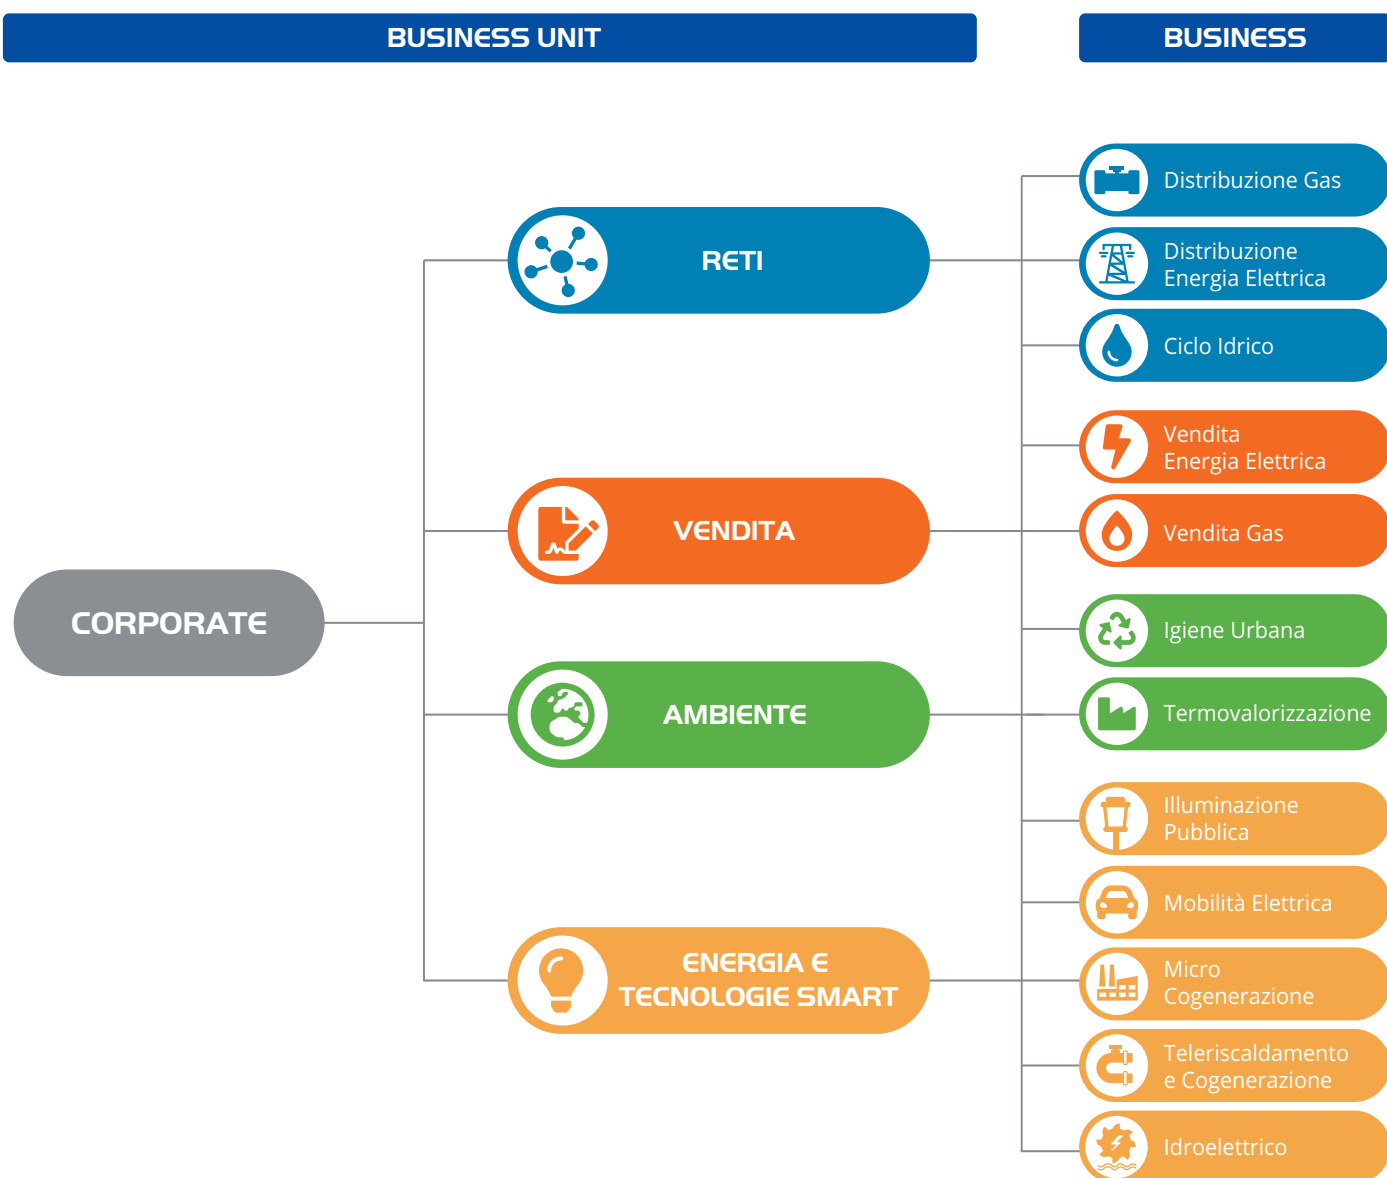 BUSINESS UNIT
BUSINESS
CORPORATE
RETI
Distribuzione Gas
Distribuzione
Energia Elettrica
Ciclo Idrico
VENDITA
Vendita
Energia Elettrica
Vendita Gas
AMBIENTE
Igiene Urbana
Termovalorizzazione
ENERGIA E
TECNOLOGIE SMART
Illuminazione
Pubblica
Mobilità Elettrica
Micro
Cogenerazione
Teleriscaldamento
e Cogenerazione
Idroelettrico